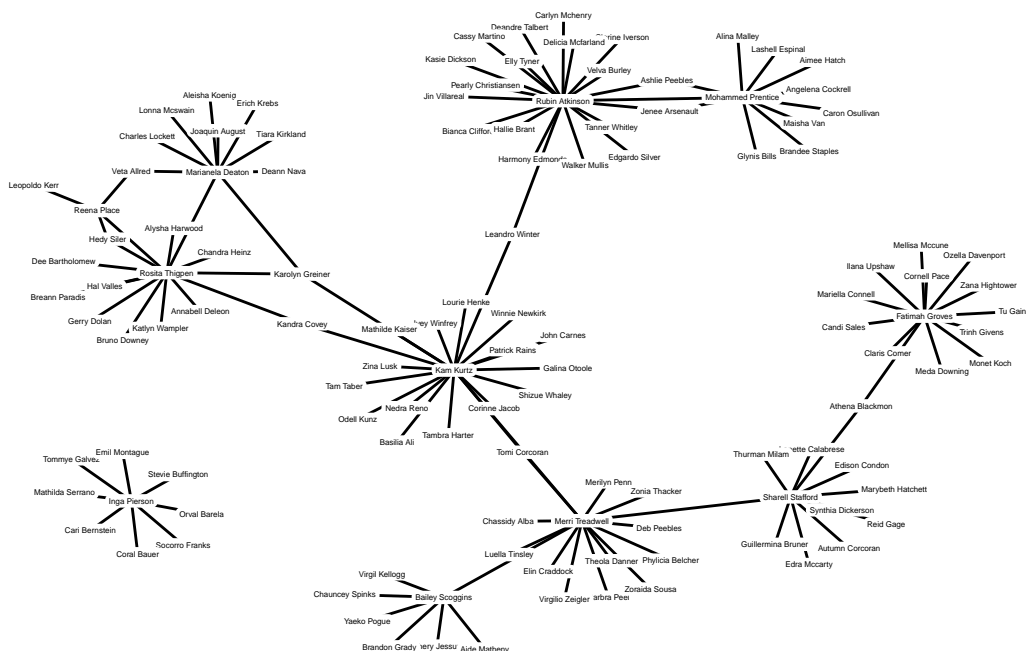 Carlyn Mchenry
Deandre Talbert
Cassy Martino
Delicia Mcfarland
Iverson
Alina Malley
Lashell Espinal
Kasie Dickson
Elly Tyner
Velva Burley
Aimee Hatch
Ashlie Peebles
Pearly Christiansen
Angelena Cockrell
Jin Villareal
Rubin Atkinson
Mohammed Prentice
Aleisha Koenig
Erich Krebs
Lonna Mcswain
Jenee Arsenault
Caron Osullivan
Joaquin August
Bianca
Hallie Brant
Tanner Whitley
Maisha Van
Charles Lockett
Tiara Kirkland
Brandee Staples
Harmony
Walker Mullis
Edgardo Silver
Glynis Bills
Veta Allred
Marianela Deaton
Deann Nava
Leopoldo Kerr
Reena Place
Alysha Harwood
Hedy Siler
Leandro Winter
Chandra Heinz
Mellisa Mccune
Ozella Davenport
Dee Bartholomew
Rosita Thigpen
Karolyn Greiner
Ilana Upshaw
Cornell Pace
Hal Valles
Zana Hightower
Breann Paradis
Mariella Connell
Annabell Deleon
Lourie Henke
Winnie Newkirk
Tu Gain
Gerry Dolan
Kandra Covey
Fatimah Groves
Katlyn Wampler
Mathilde Kaiser
Winfrey
Candi Sales
Trinh Givens
Bruno Downey
John Carnes
Patrick Rains
Claris Comer
Monet Koch
Zina Lusk
Kam Kurtz
Galina Otoole
Meda Downing
Tam Taber
Shizue Whaley
Nedra Reno
Corinne Jacob
Athena Blackmon
Odell Kunz
Tambra Harter
Basilia Ali
Emil Montague
Tomi Corcoran
Calabrese
Tommye Galvez
Thurman Milam
Stevie Buffington
Edison Condon
Mathilda Serrano
Merilyn Penn
Zonia Thacker
Marybeth Hatchett
Inga Pierson
Sharell Stafford
Orval Barela
Synthia Dickerson
Cari Bernstein
Chassidy Alba
Merri Treadwell
Deb Peebles
Reid Gage
Socorro Franks
Guillermina Bruner
Autumn Corcoran
Coral Bauer
Luella Tinsley
Theola Danner
Phylicia Belcher
Edra Mccarty
Virgil Kellogg
Elin Craddock
Zoraida Sousa
Chauncey Spinks
Bailey Scoggins
Virgilio Zeigler
Yaeko Pogue
Brandon Grady
Aide Matheny